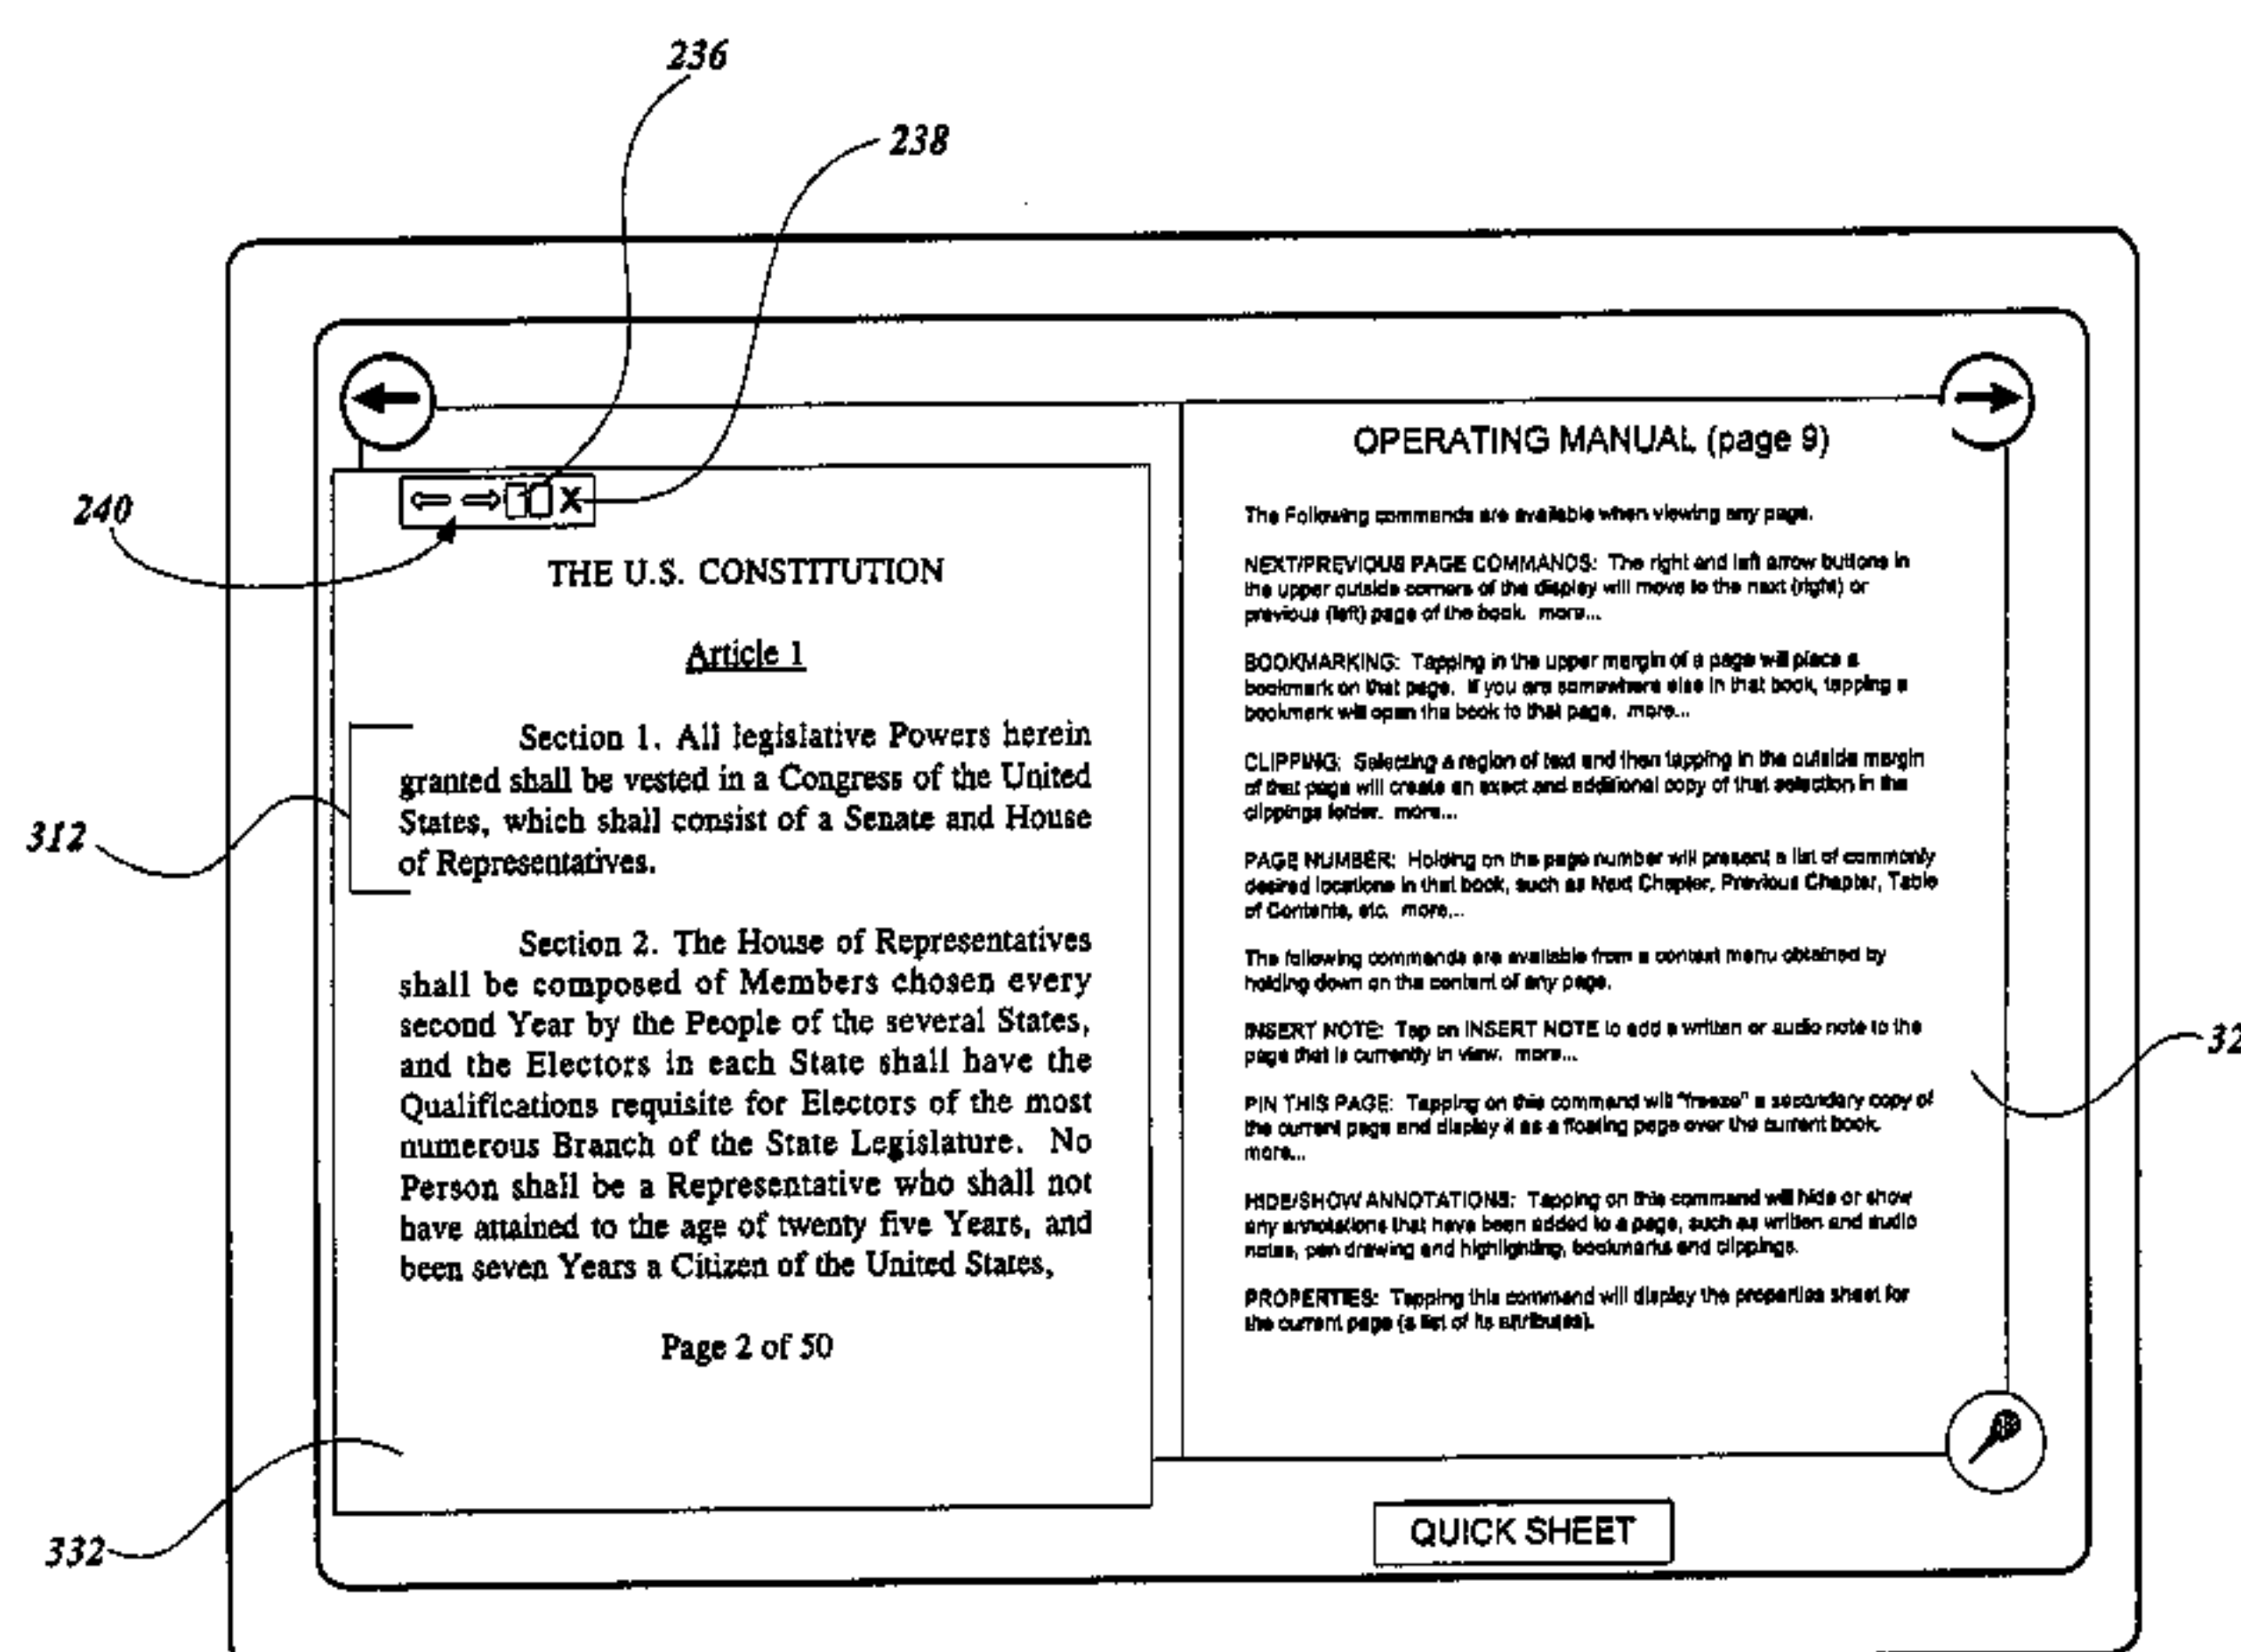 236
238
240
THE U.S. CONSTITUTION
Article 1
Section 1. All legislative Powers herein
granted shall be vested in a Congress of the United
States, which shall consist of a Senate and House
of Representatives.
312
Section 2. The House of Representatives
shall be composed of Members chosen every
second Year by the People of the several States,
and the Electors in each State shall have the
Qualifications requisite for Electors of the most
numerous Branch of the State Legislature. No
Person shall be a Representative who shall not
have attained to the age of twenty five Years, and
been seven Years a Citizen of the United States,
Page 2 of 50
332
OPERATING MANUAL (page 9)
The Following commands are available when viewing any page.
NEXT/PREVIOUS PAGE COMMANDS: The right and left arrow buttons in
the upper outside corners of the display will move to the next (right) or
previous (left) page of the book. more...
BOOKMARKING: Tapping in the upper margin of a page will place a
bookmark on that page. If you are somewhere else in that book, tapping a
bookmark will open the book to that page. more...
CLIPPING: Selecting a region of text and then tapping in the outside margin
of that page will create an exact and additional copy of that selection in the
clippings folder. more...
PAGE NUMBER: Holding on the page number will present a list of commonly
desired locations in that book, such as Next Chapter, Previous Chapter, Table
of Contents, etc. more...
The following commands are available from a context menu obtained by
holding down on the content of any page.
INSERT NOTE: Tap on INSERT NOTE to add a written or audio note to the
page that is currently in view. more...
PIN THIS PAGE: Tapping on this command will "freeze" a secondary copy of
the current page and display it as a floating page over the current book.
more...
HIDE/SHOW ANNOTATIONS: Tapping on this command will hide or show
any annotations that have been added to a page, such as written and audio
notes, pen drawing and highlighting, bookmarks and clippings.
PROPERTIES: Tapping this command will display the properties sheet for
the current page (a list of its attributes).
32
QUICK SHEET